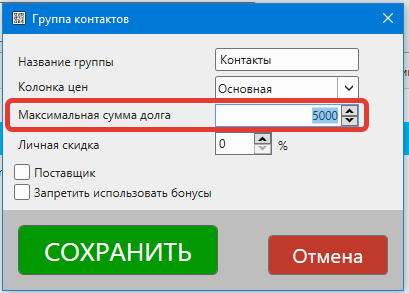 Группа контактов
Название группы Контакты
Колонка цен Основная
Максимальная сумма долга 5000
Личная скидка 0 %
Поставщик
Запретить использовать бонусы
СОХРАНИТЬ Отмена